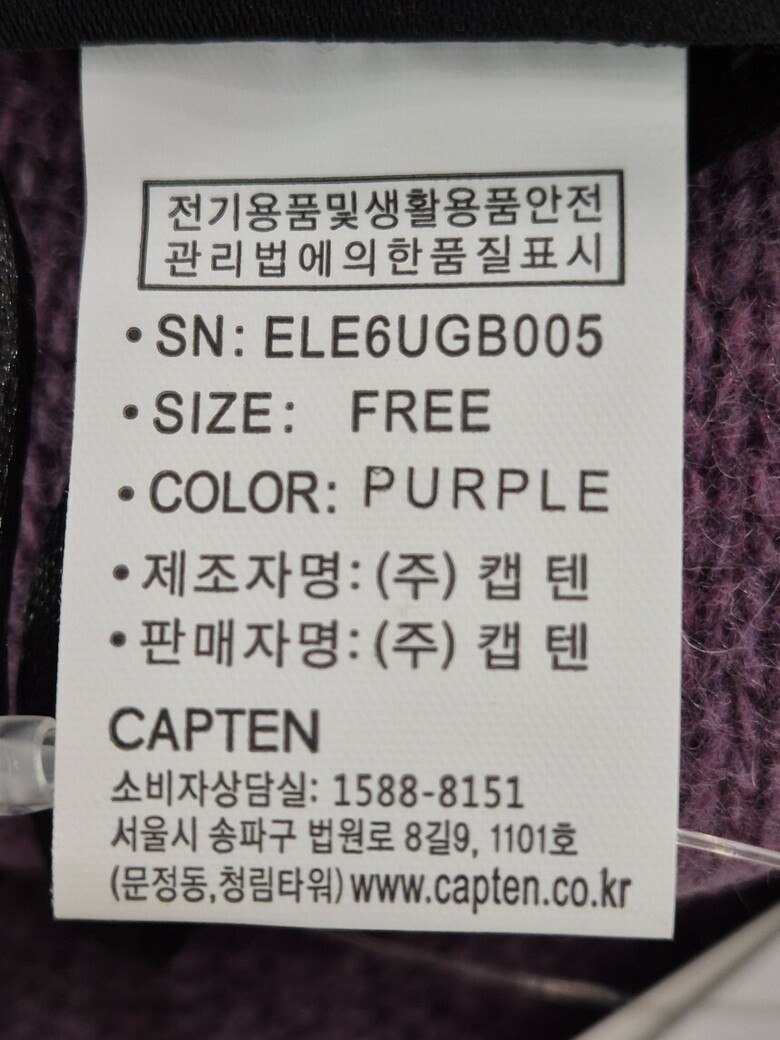 전기용품및생활용품안전
관리법에의한품질표시
• SN: ELE6UGB005
• SIZE: FREE
• COLOR: PURPLE
• 제조자명: (주) 캡텐
• 판매자명: (주) 캡텐
CAPTEN
소비자상담실: 1588-8151
서울시 송파구 법원로 8길9, 1101호
(문정동,청림타워) www.capten.co.kr